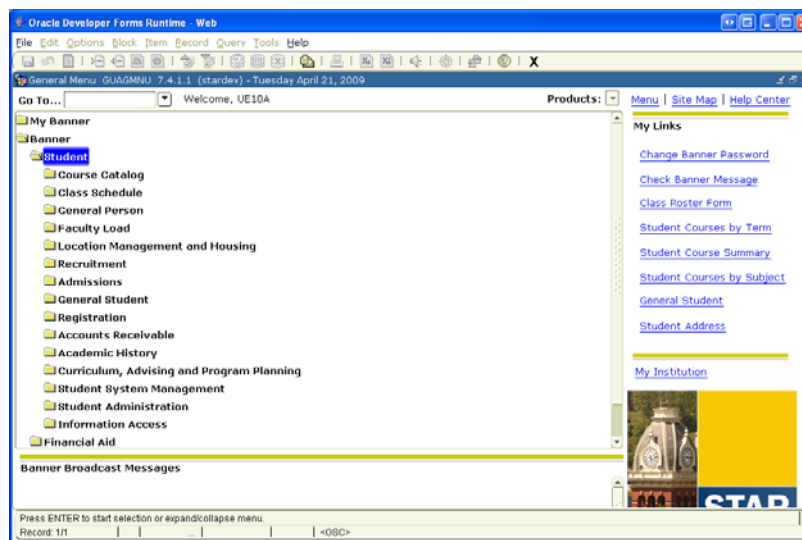 Oracle Developer Forms Runtime - Web
File Edit Options Block Item Record Query Tools Help
General Menu GUAGMNU 7.4.1.1 (stardev) - Tuesday April 21, 2009
Go To... Welcome, UE10A Products: Menu | Site Map | Help Center
My Banner
Banner
Student
Course Catalog
Class Schedule
General Person
Faculty Load
Location Management and Housing
Recruitment
Admissions
General Student
Registration
Accounts Receivable
Academic History
Curriculum, Advising and Program Planning
Student System Management
Student Administration
Information Access
Financial Aid
My Links
Change Banner Password
Check Banner Message
Class Roster Form
Student Courses by Term
Student Course Summary
Student Courses by Subject
General Student
Student Address
My Institution
STAR
Banner Broadcast Messages
Press ENTER to start selection or expand/collapse menu.
Record: 1/1 ... <OSC>